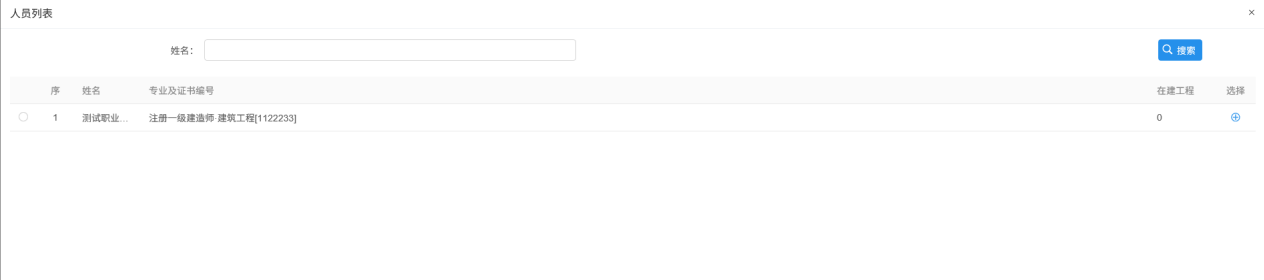 人员列表 ×
姓名： 搜索
序 姓名 专业及证书编号 在建工程 选择
1 测试职业... 注册一级建造师·建筑工程[1122233] 0